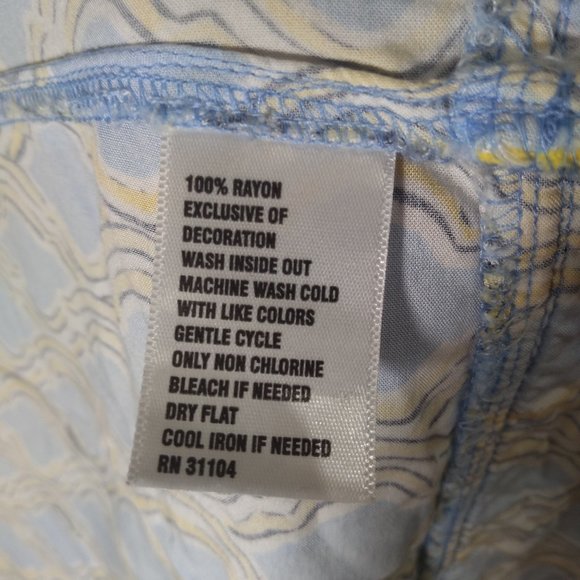 100% RAYON
EXCLUSIVE OF
DECORATION
WASH INSIDE OUT
MACHINE WASH COLD
WITH LIKE COLORS
GENTLE CYCLE
ONLY NON CHLORINE
BLEACH IF NEEDED
DRY FLAT
COOL IRON IF NEEDED
RN 31104